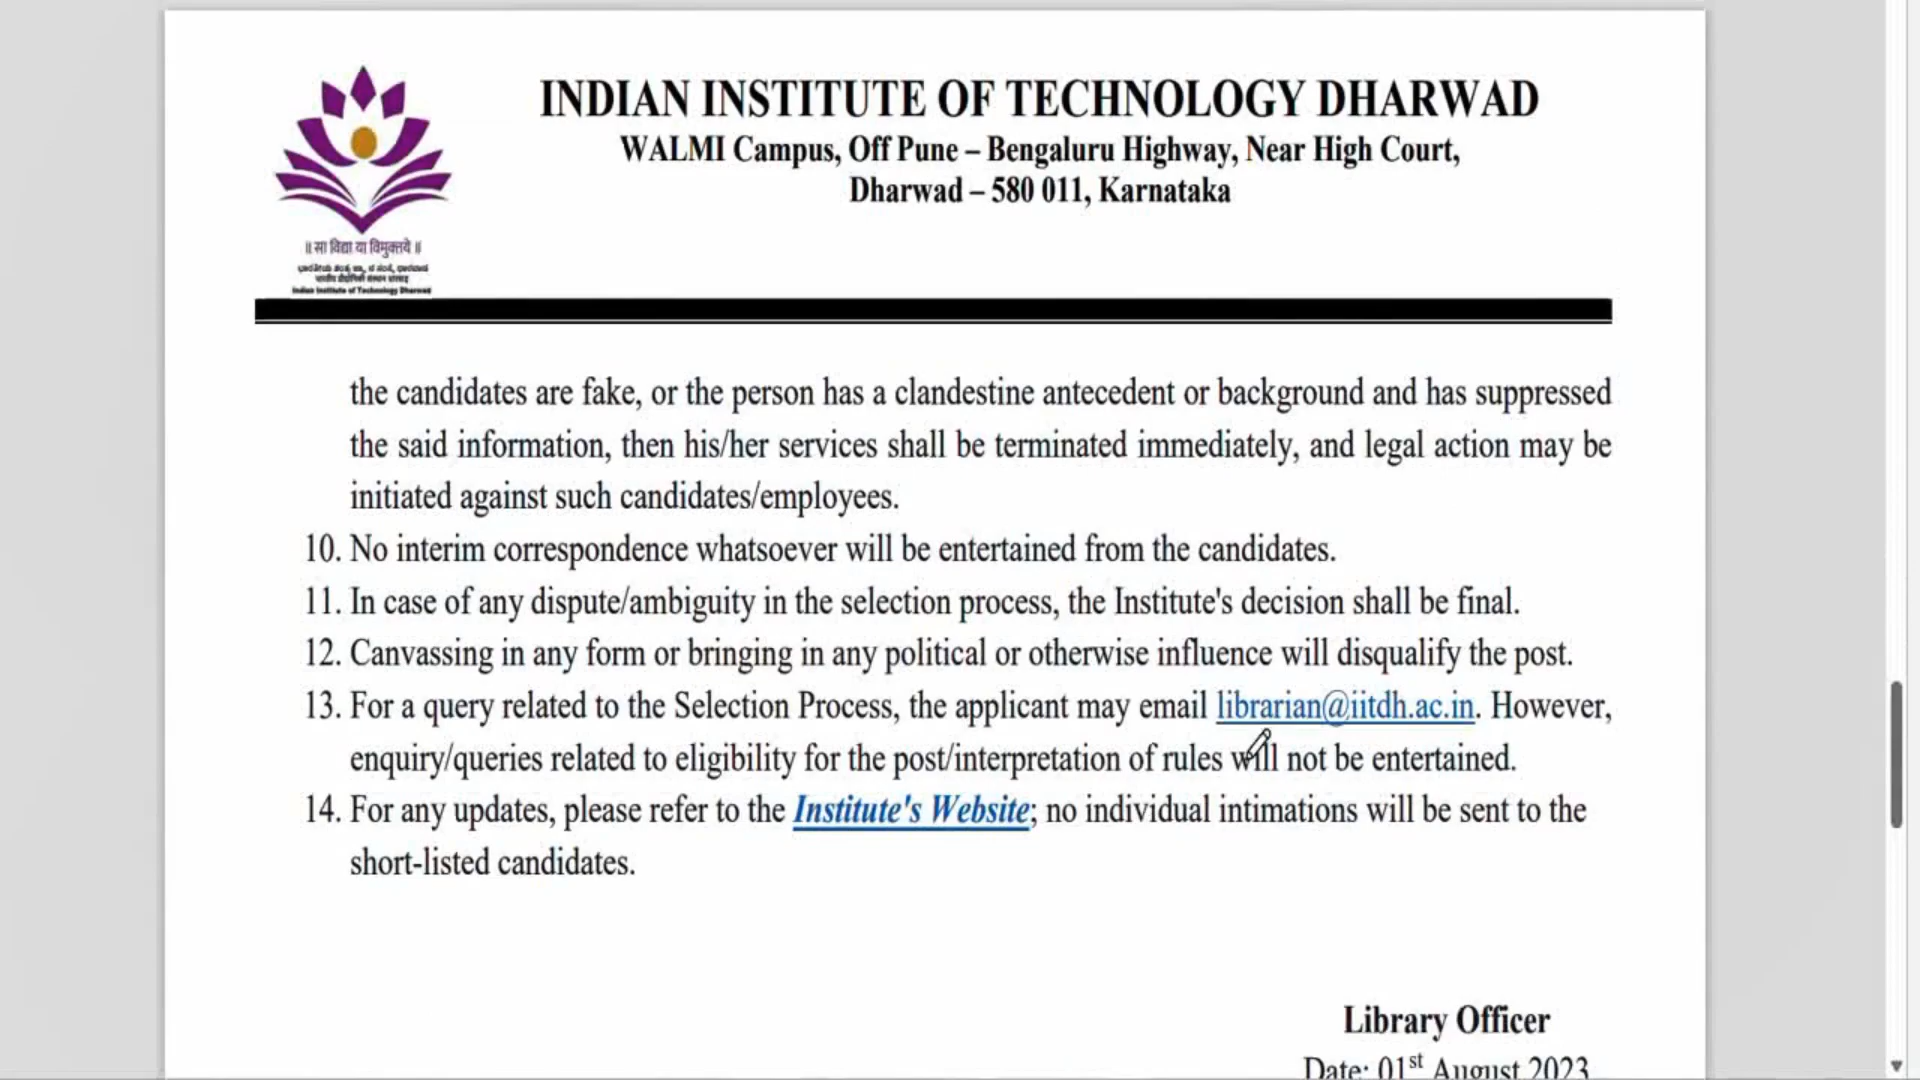 INDIAN INSTITUTE OF TECHNOLOGY DHARWAD
WALMI Campus, Off Pune – Bengaluru Highway, Near High Court,
Dharwad – 580 011, Karnataka
॥ सा विद्या या विमुक्तये ॥
Indian Institute of Technology Dharwad
the candidates are fake, or the person has a clandestine antecedent or background and has suppressed
the said information, then his/her services shall be terminated immediately, and legal action may be
initiated against such candidates/employees.
10. No interim correspondence whatsoever will be entertained from the candidates.
11. In case of any dispute/ambiguity in the selection process, the Institute's decision shall be final.
12. Canvassing in any form or bringing in any political or otherwise influence will disqualify the post.
13. For a query related to the Selection Process, the applicant may email librarian@iitdh.ac.in. However,
enquiry/queries related to eligibility for the post/interpretation of rules will not be entertained.
14. For any updates, please refer to the Institute's Website; no individual intimations will be sent to the
short-listed candidates.
Library Officer
Date: 01st August 2023